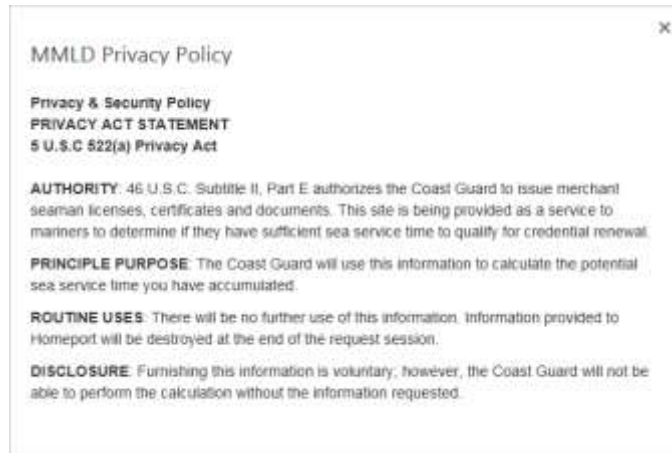 ×
MMLD Privacy Policy
Privacy & Security Policy
PRIVACY ACT STATEMENT
5 U.S.C 522(a) Privacy Act
AUTHORITY: 46 U.S.C. Subtitle II, Part E authorizes the Coast Guard to issue merchant
seaman licenses, certificates and documents. This site is being provided as a service to
mariners to determine if they have sufficient sea service time to qualify for credential renewal.
PRINCIPLE PURPOSE: The Coast Guard will use this information to calculate the potential
sea service time you have accumulated.
ROUTINE USES: There will be no further use of this information. Information provided to
Homeport will be destroyed at the end of the request session.
DISCLOSURE: Furnishing this information is voluntary; however, the Coast Guard will not be
able to perform the calculation without the information requested.